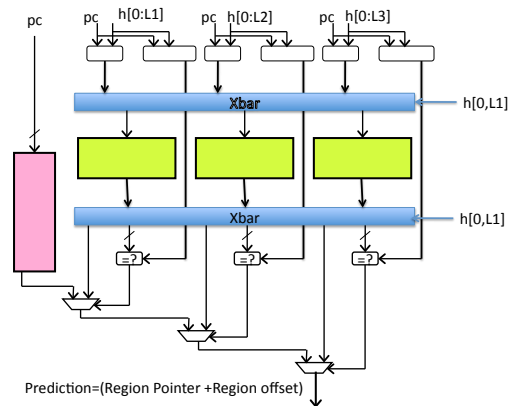 pc h[0:L1] pc h[0:L2] pc h[0:L3]
pc
Xbar h[0,L1]
Xbar h[0,L1]
=? =? =?
Prediction=(Region Pointer +Region offset)